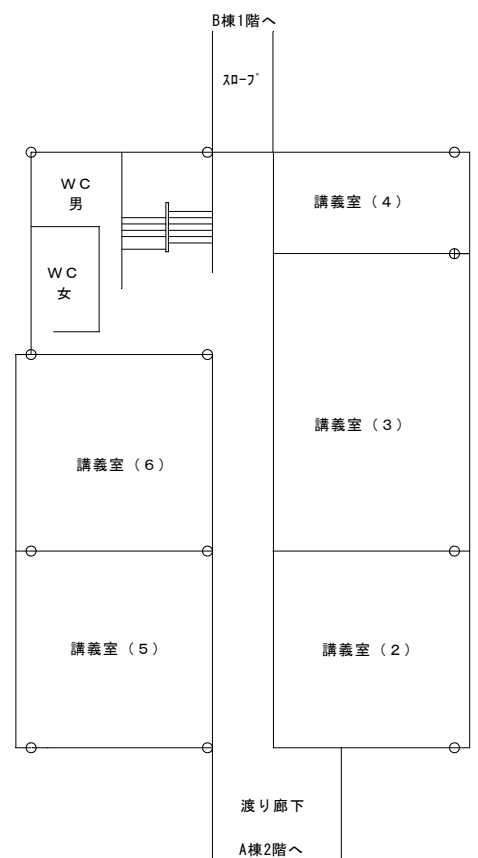 B棟1階へ
ｽﾛｰﾌﾟ
ＷＣ
男
講義室（４）
ＷＣ
女
講義室（３）
講義室（６）
講義室（５）
講義室（２）
渡り廊下
A棟2階へ